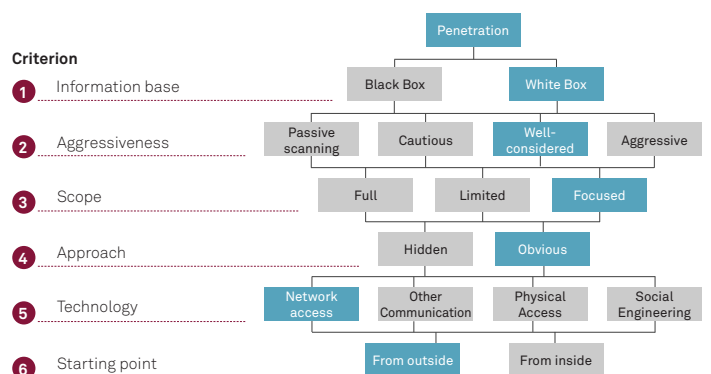 Penetration
Criterion
1 Information base
Black Box
White Box
2 Aggressiveness
Passive
scanning
Cautious
Well-
considered
Aggressive
3 Scope
Full
Limited
Focused
4 Approach
Hidden
Obvious
5 Technology
Network
access
Other
Communication
Physical
Access
Social
Engineering
6 Starting point
From outside
From inside